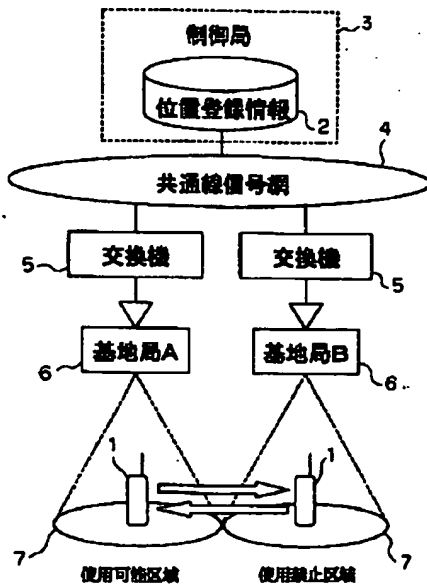 制御局
3
位置登録情報
2
4
共通線信号網
5
交換機
交換機
5
基地局A
6
基地局B
6
1
1
7
7
使用可能区域
使用禁止区域